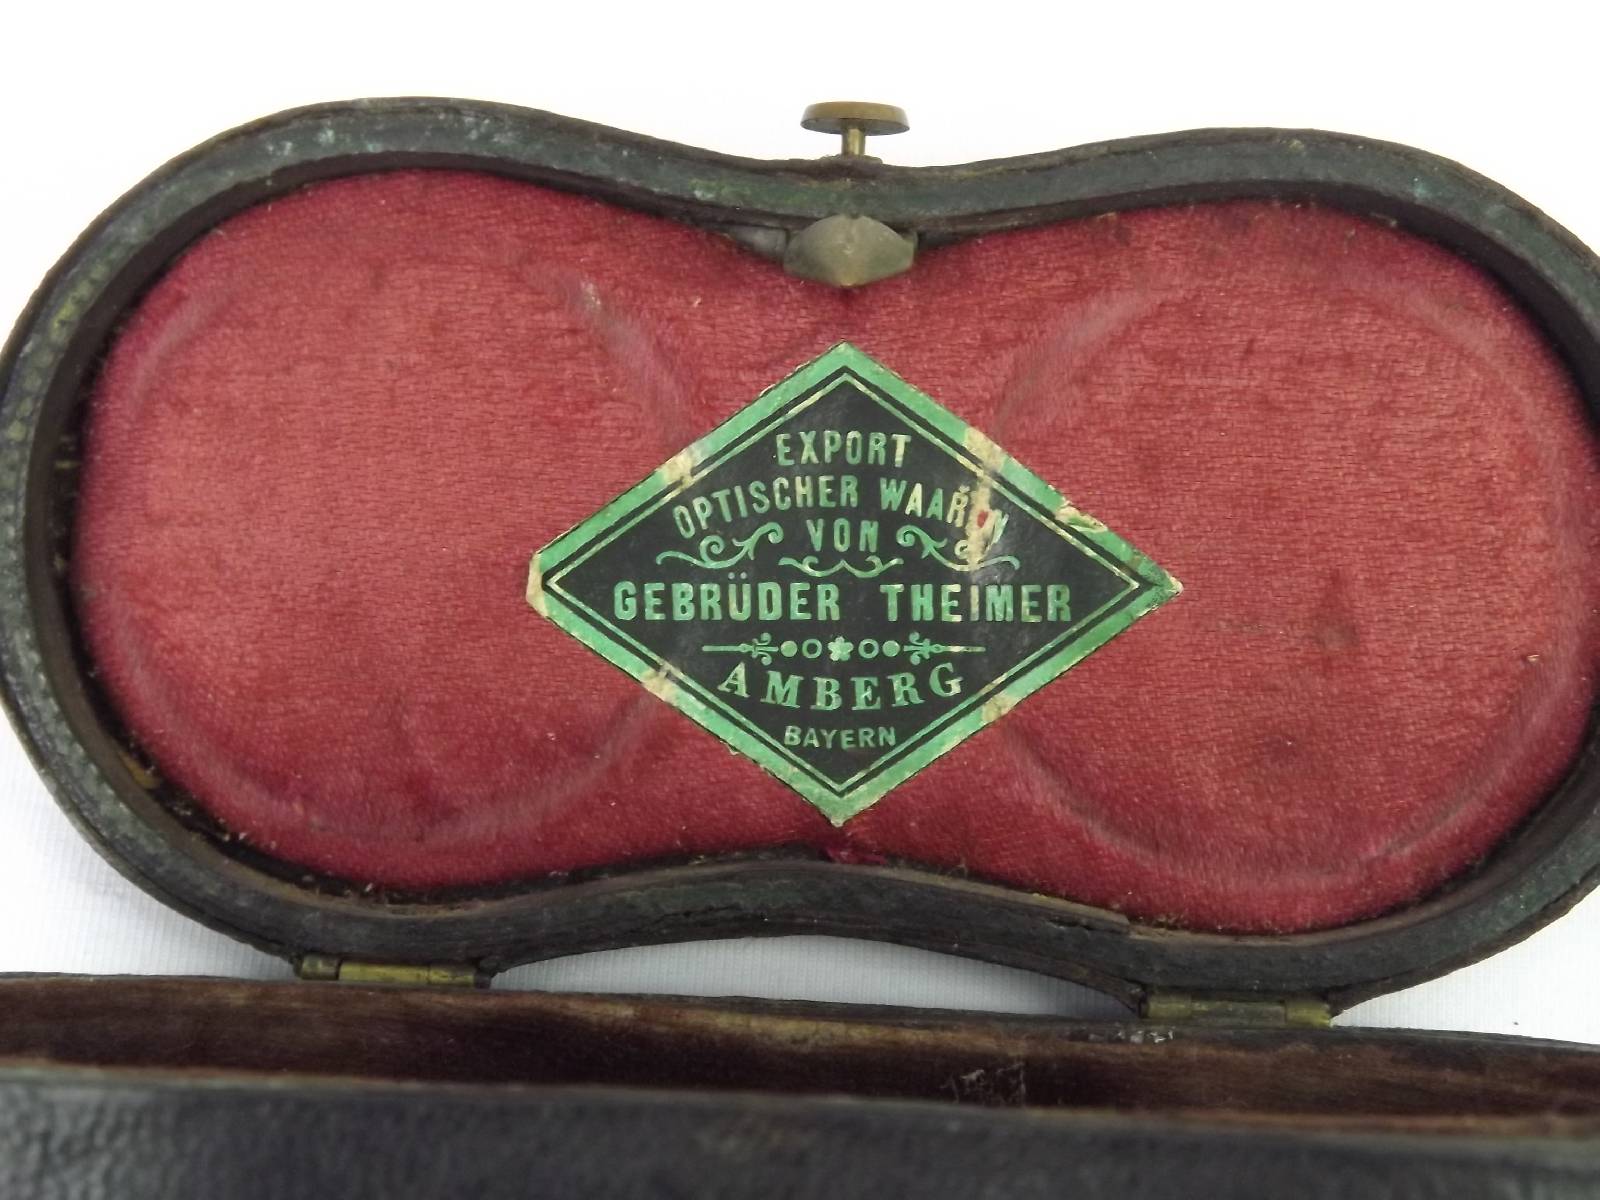 EXPORT
OPTISCHER WAAREN
VON
GEBRÜDER THEIMER
AMBERG
BAYERN